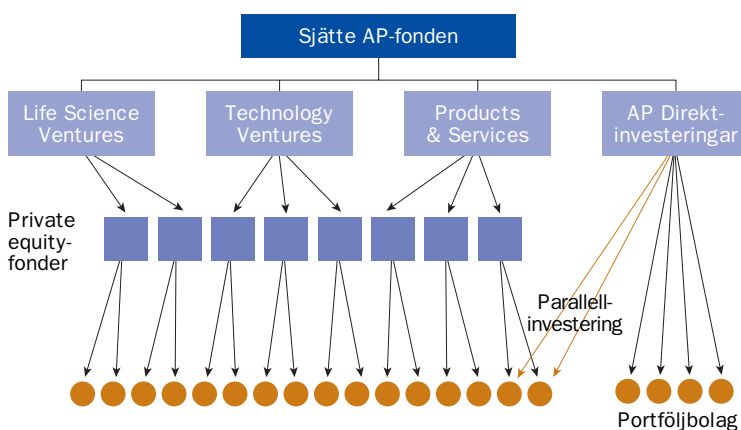 Sjätte AP-fonden
Life Science
Ventures
Technology
Ventures
Products
& Services
AP Direkt-
investeringar
Private
equity-
fonder
Parallell-
investering
Portföljbolag